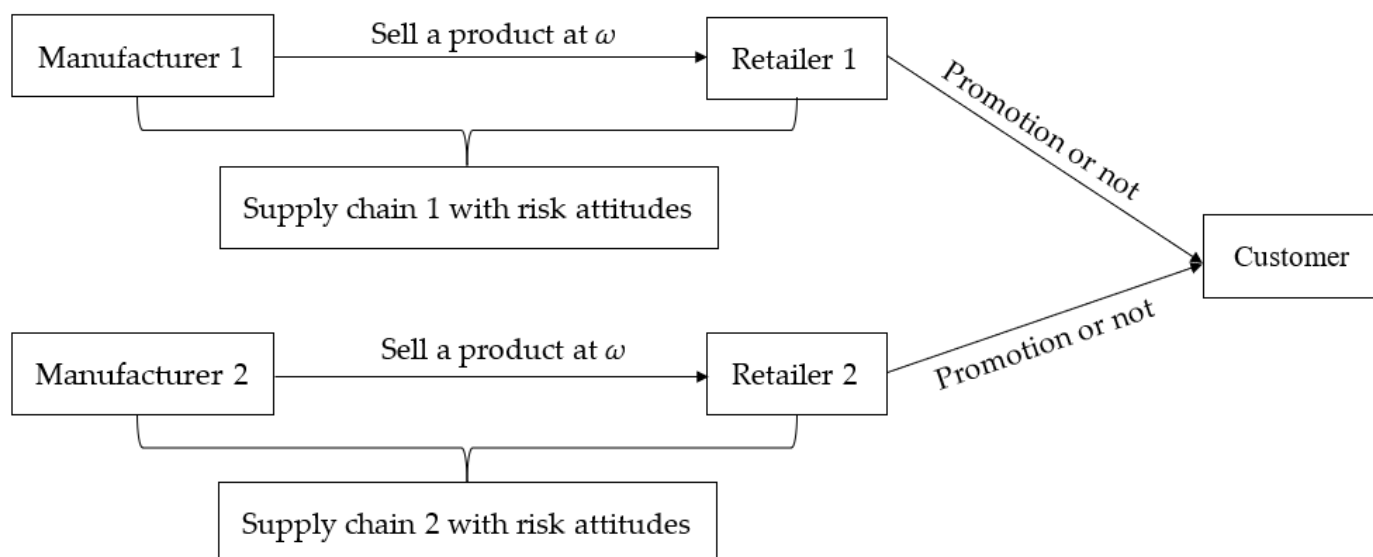 Manufacturer 1
Sell a product at ω
Retailer 1
Promotion or not
Supply chain 1 with risk attitudes
Customer
Manufacturer 2
Sell a product at ω
Retailer 2
Promotion or not
Supply chain 2 with risk attitudes